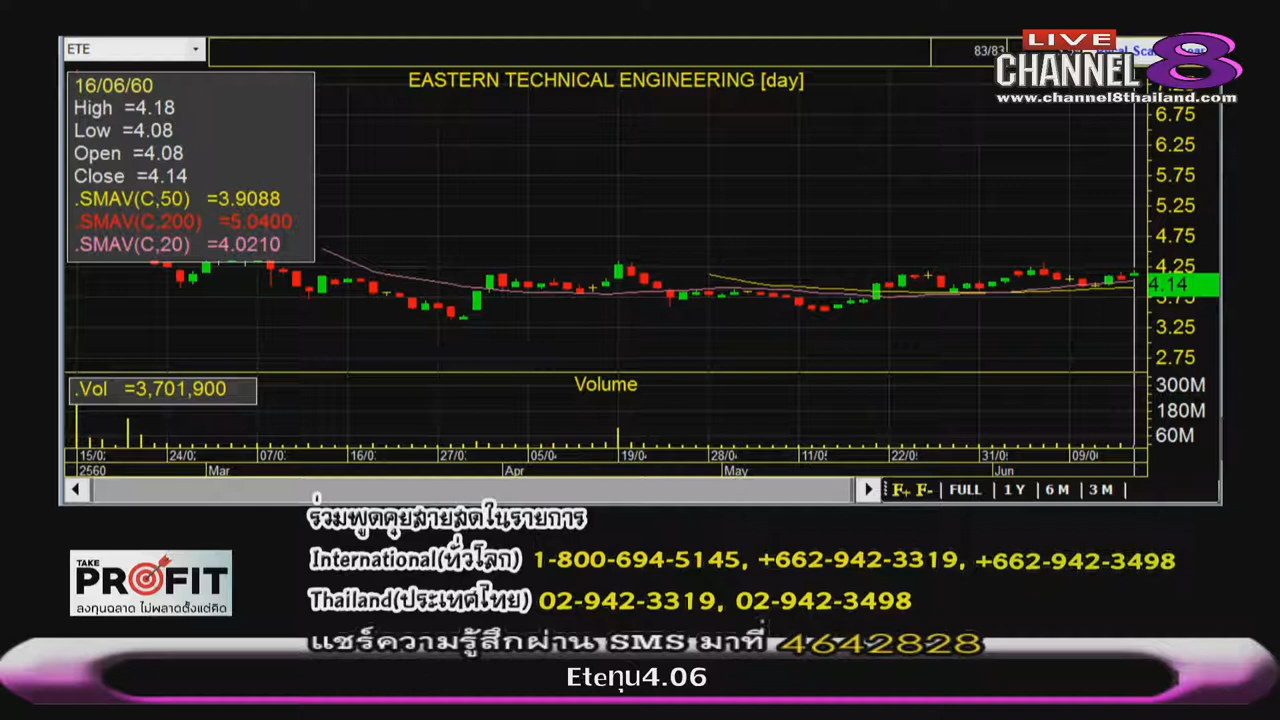 ETE
83/83
LIVE
CHANNEL 8
www.channel8thailand.com
EASTERN TECHNICAL ENGINEERING [day]
16/06/60
High =4.18
Low =4.08
Open =4.08
Close =4.14
.SMAV(C,50) =3.9088
.SMAV(C,200) =5.0400
.SMAV(C,20) =4.0210
6.75
6.25
5.75
5.25
4.75
4.25
4.14
3.75
3.25
2.75
.Vol =3,701,900
Volume
300M
180M
60M
15/0 24/0 07/0 16/0 27/0 05/0 19/0 28/0 11/0 22/0 31/0 09/0
2560 Mar Apr May Jun
F+ F- FULL 1 Y 6 M 3 M
ร่วมพูดคุยสายสดในรายการ
International(ทั่วโลก) 1-800-694-5145, +662-942-3319, +662-942-3498
Thailand(ประเทศไทย) 02-942-3319, 02-942-3498
TAKE
PROFIT
ลงทุนฉลาด ไม่พลาดตั้งแต่คิด
แชร์ความรู้สึกผ่าน SMS มาที่ 4642828
Eteทุน4.06